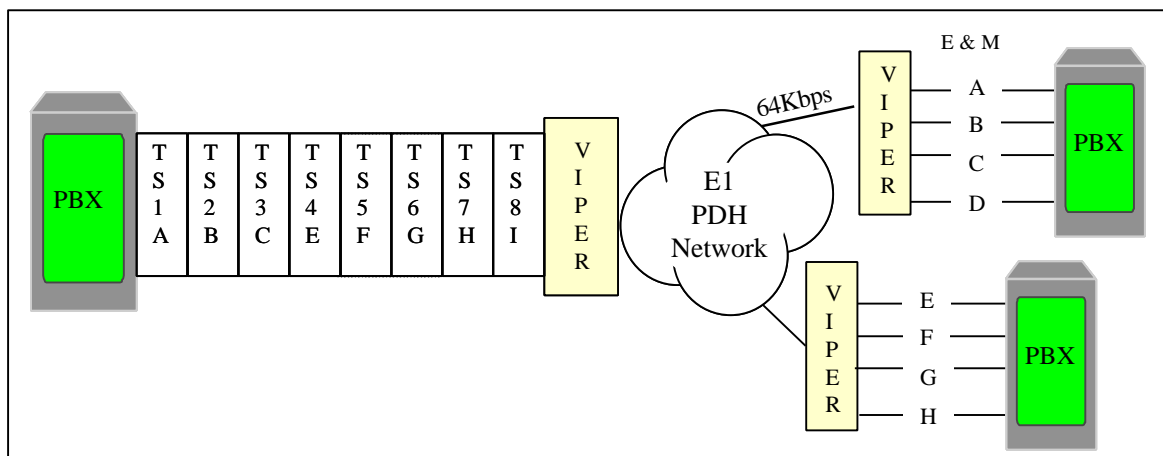 PBX
TS1A
TS2B
TS3C
TS4E
TS5F
TS6G
TS7H
TS8I
VIPER
E1
PDH
Network
64Kbps
VIPER
E & M
A
B
C
D
PBX
VIPER
E
F
G
H
PBX